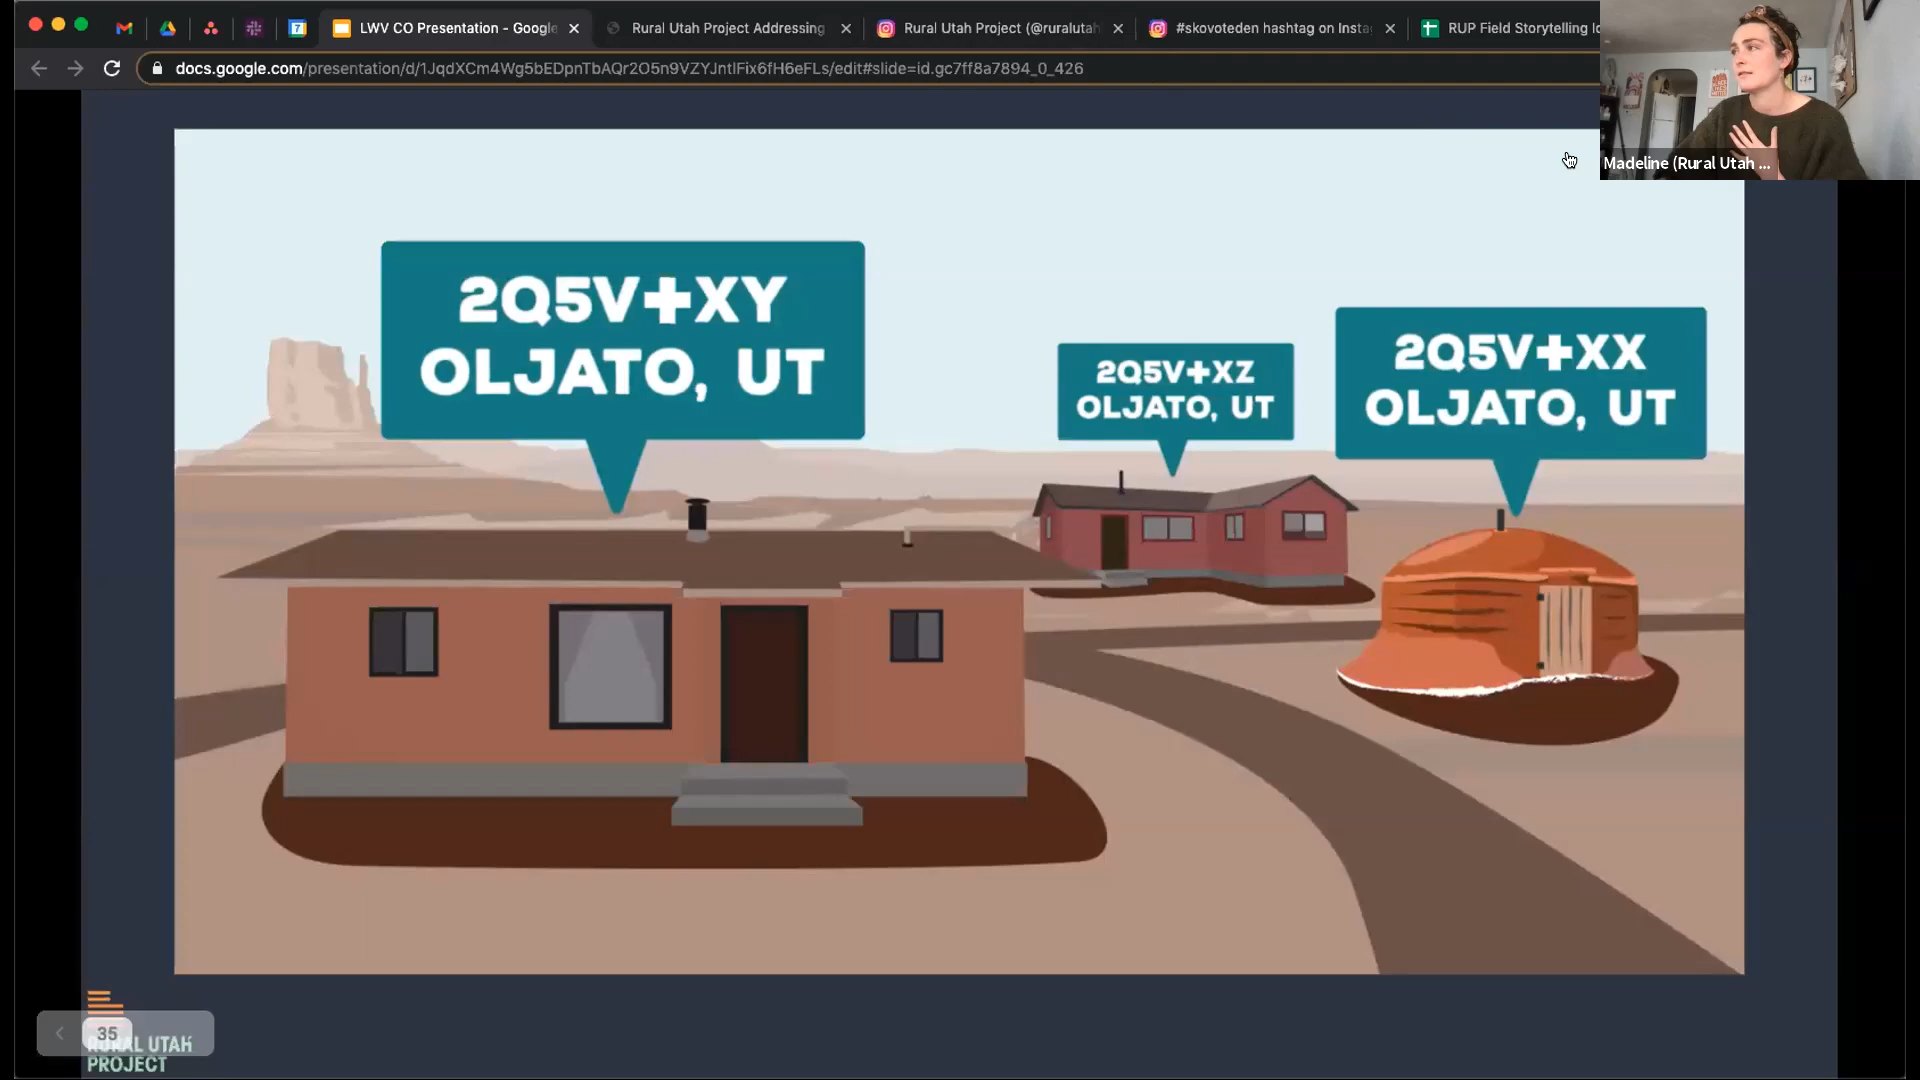 LWV CO Presentation - Google
Rural Utah Project Addressing
Rural Utah Project (@ruralutah
#skovoteden hashtag on Insta
RUP Field Storytelling Id
7
docs.google.com/presentation/d/1JqdXCm4Wg5bEDpnTbAQr2O5n9VZYJntlFix6fH6eFLs/edit#slide=id.gc7ff8a7894_0_426
Madeline (Rural Utah ...
2Q5V+XY
OLJATO, UT
2Q5V+XZ
OLJATO, UT
2Q5V+XX
OLJATO, UT
35
RURAL UTAH
PROJECT